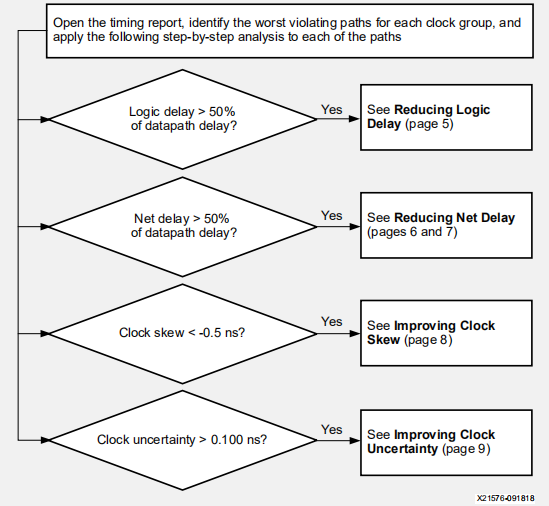 Open the timing report, identify the worst violating paths for each clock group, and
apply the following step-by-step analysis to each of the paths
Logic delay > 50%
of datapath delay?
Yes
See Reducing Logic
Delay (page 5)
Net delay > 50%
of datapath delay?
Yes
See Reducing Net Delay
(pages 6 and 7)
Clock skew < -0.5 ns?
Yes
See Improving Clock
Skew (page 8)
Clock uncertainty > 0.100 ns?
Yes
See Improving Clock
Uncertainty (page 9)
X21576-091818